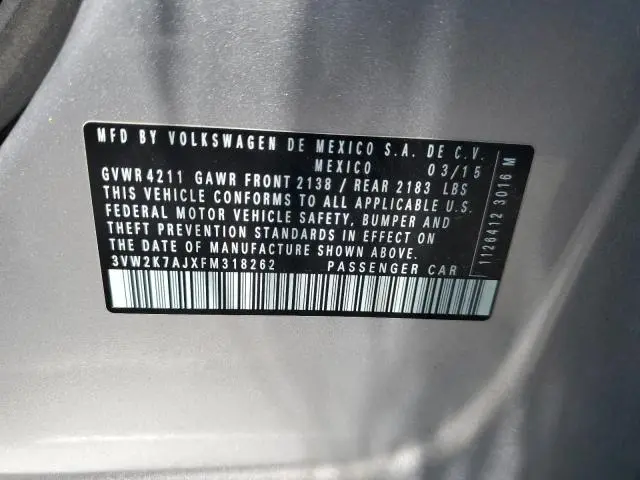 MFD BY VOLKSWAGEN DE MEXICO S.A. DE C.V.
MEXICO 03/15
GVWR 4211 GAWR FRONT 2138 / REAR 2183 LBS
THIS VEHICLE CONFORMS TO ALL APPLICABLE U.S.
FEDERAL MOTOR VEHICLE SAFETY, BUMPER AND
THEFT PREVENTION STANDARDS IN EFFECT ON
THE DATE OF MANUFACTURE SHOWN ABOVE.
3VW2K7AJXFM318262 PASSENGER CAR
1126412 3016 M